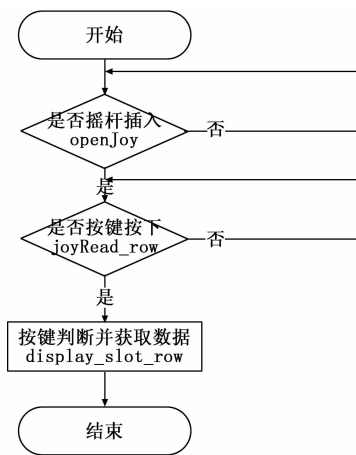 开始
是否摇杆插入
openJoy
否
是
是否按键按下
joyRead_row
否
是
按键判断并获取数据
display_slot_row
结束